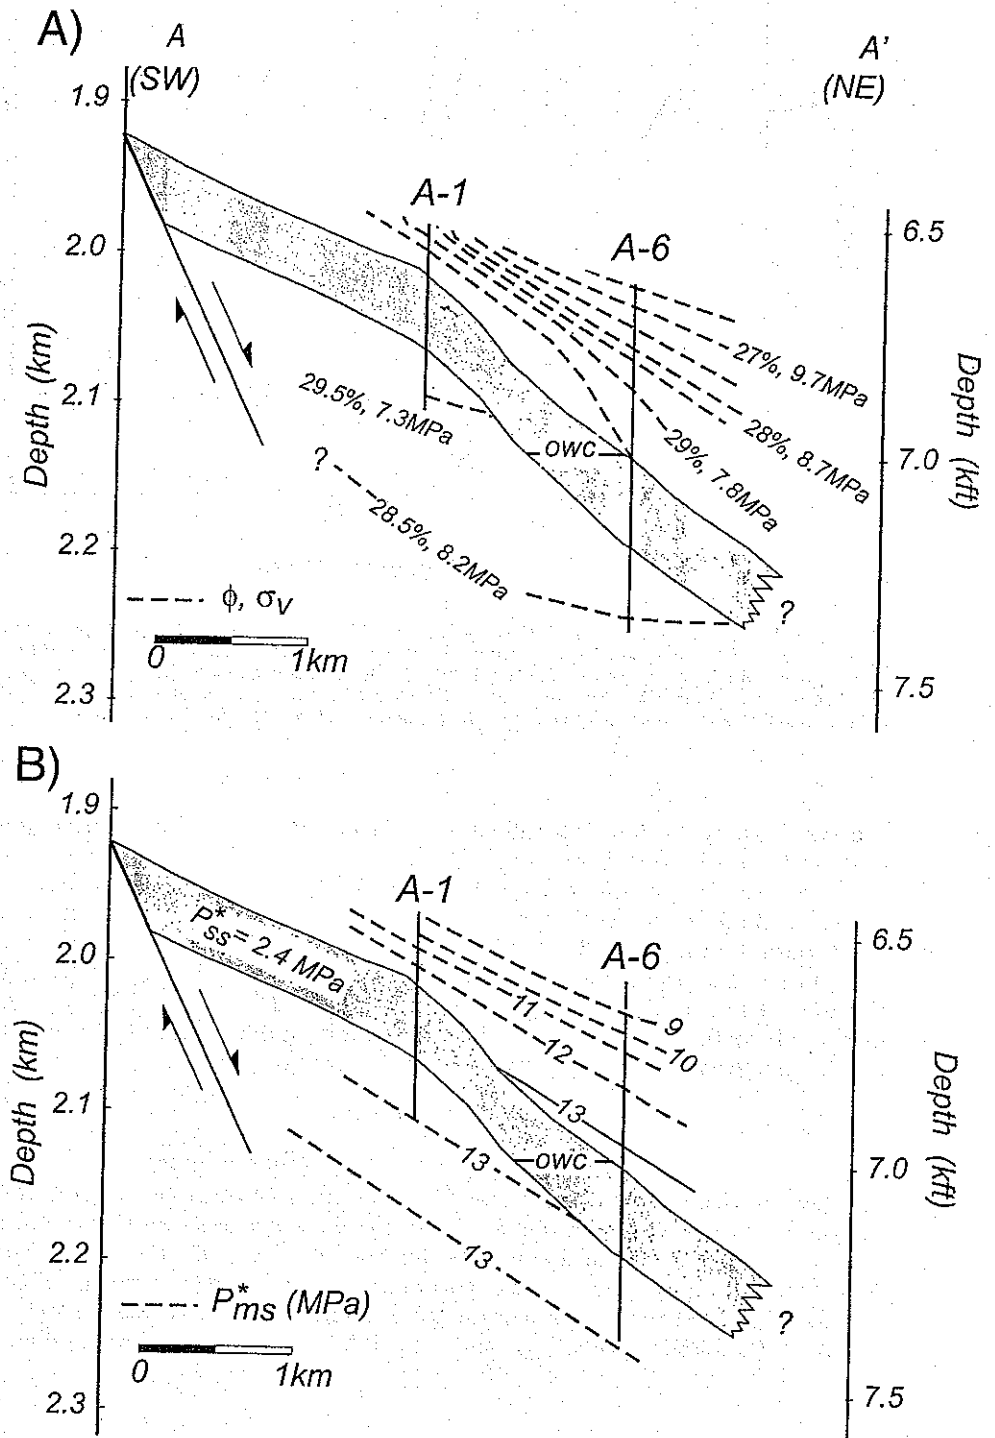 A)
A
(SW)
A'
(NE)
1.9
2.0
2.1
2.2
2.3
Depth (km)
A-1
A-6
6.5
7.0
7.5
Depth (kft)
27%, 9.7MPa
28%, 8.7MPa
29%, 7.8MPa
29.5%, 7.3MPa
owc
?
28.5%, 8.2MPa
?
ϕ, σV
0
1km
B)
1.9
2.0
2.1
2.2
2.3
Depth (km)
A-1
A-6
P*ss = 2.4 MPa
6.5
7.0
7.5
Depth (kft)
9
10
11
12
13
13
owc
13
?
P*ms (MPa)
0
1km